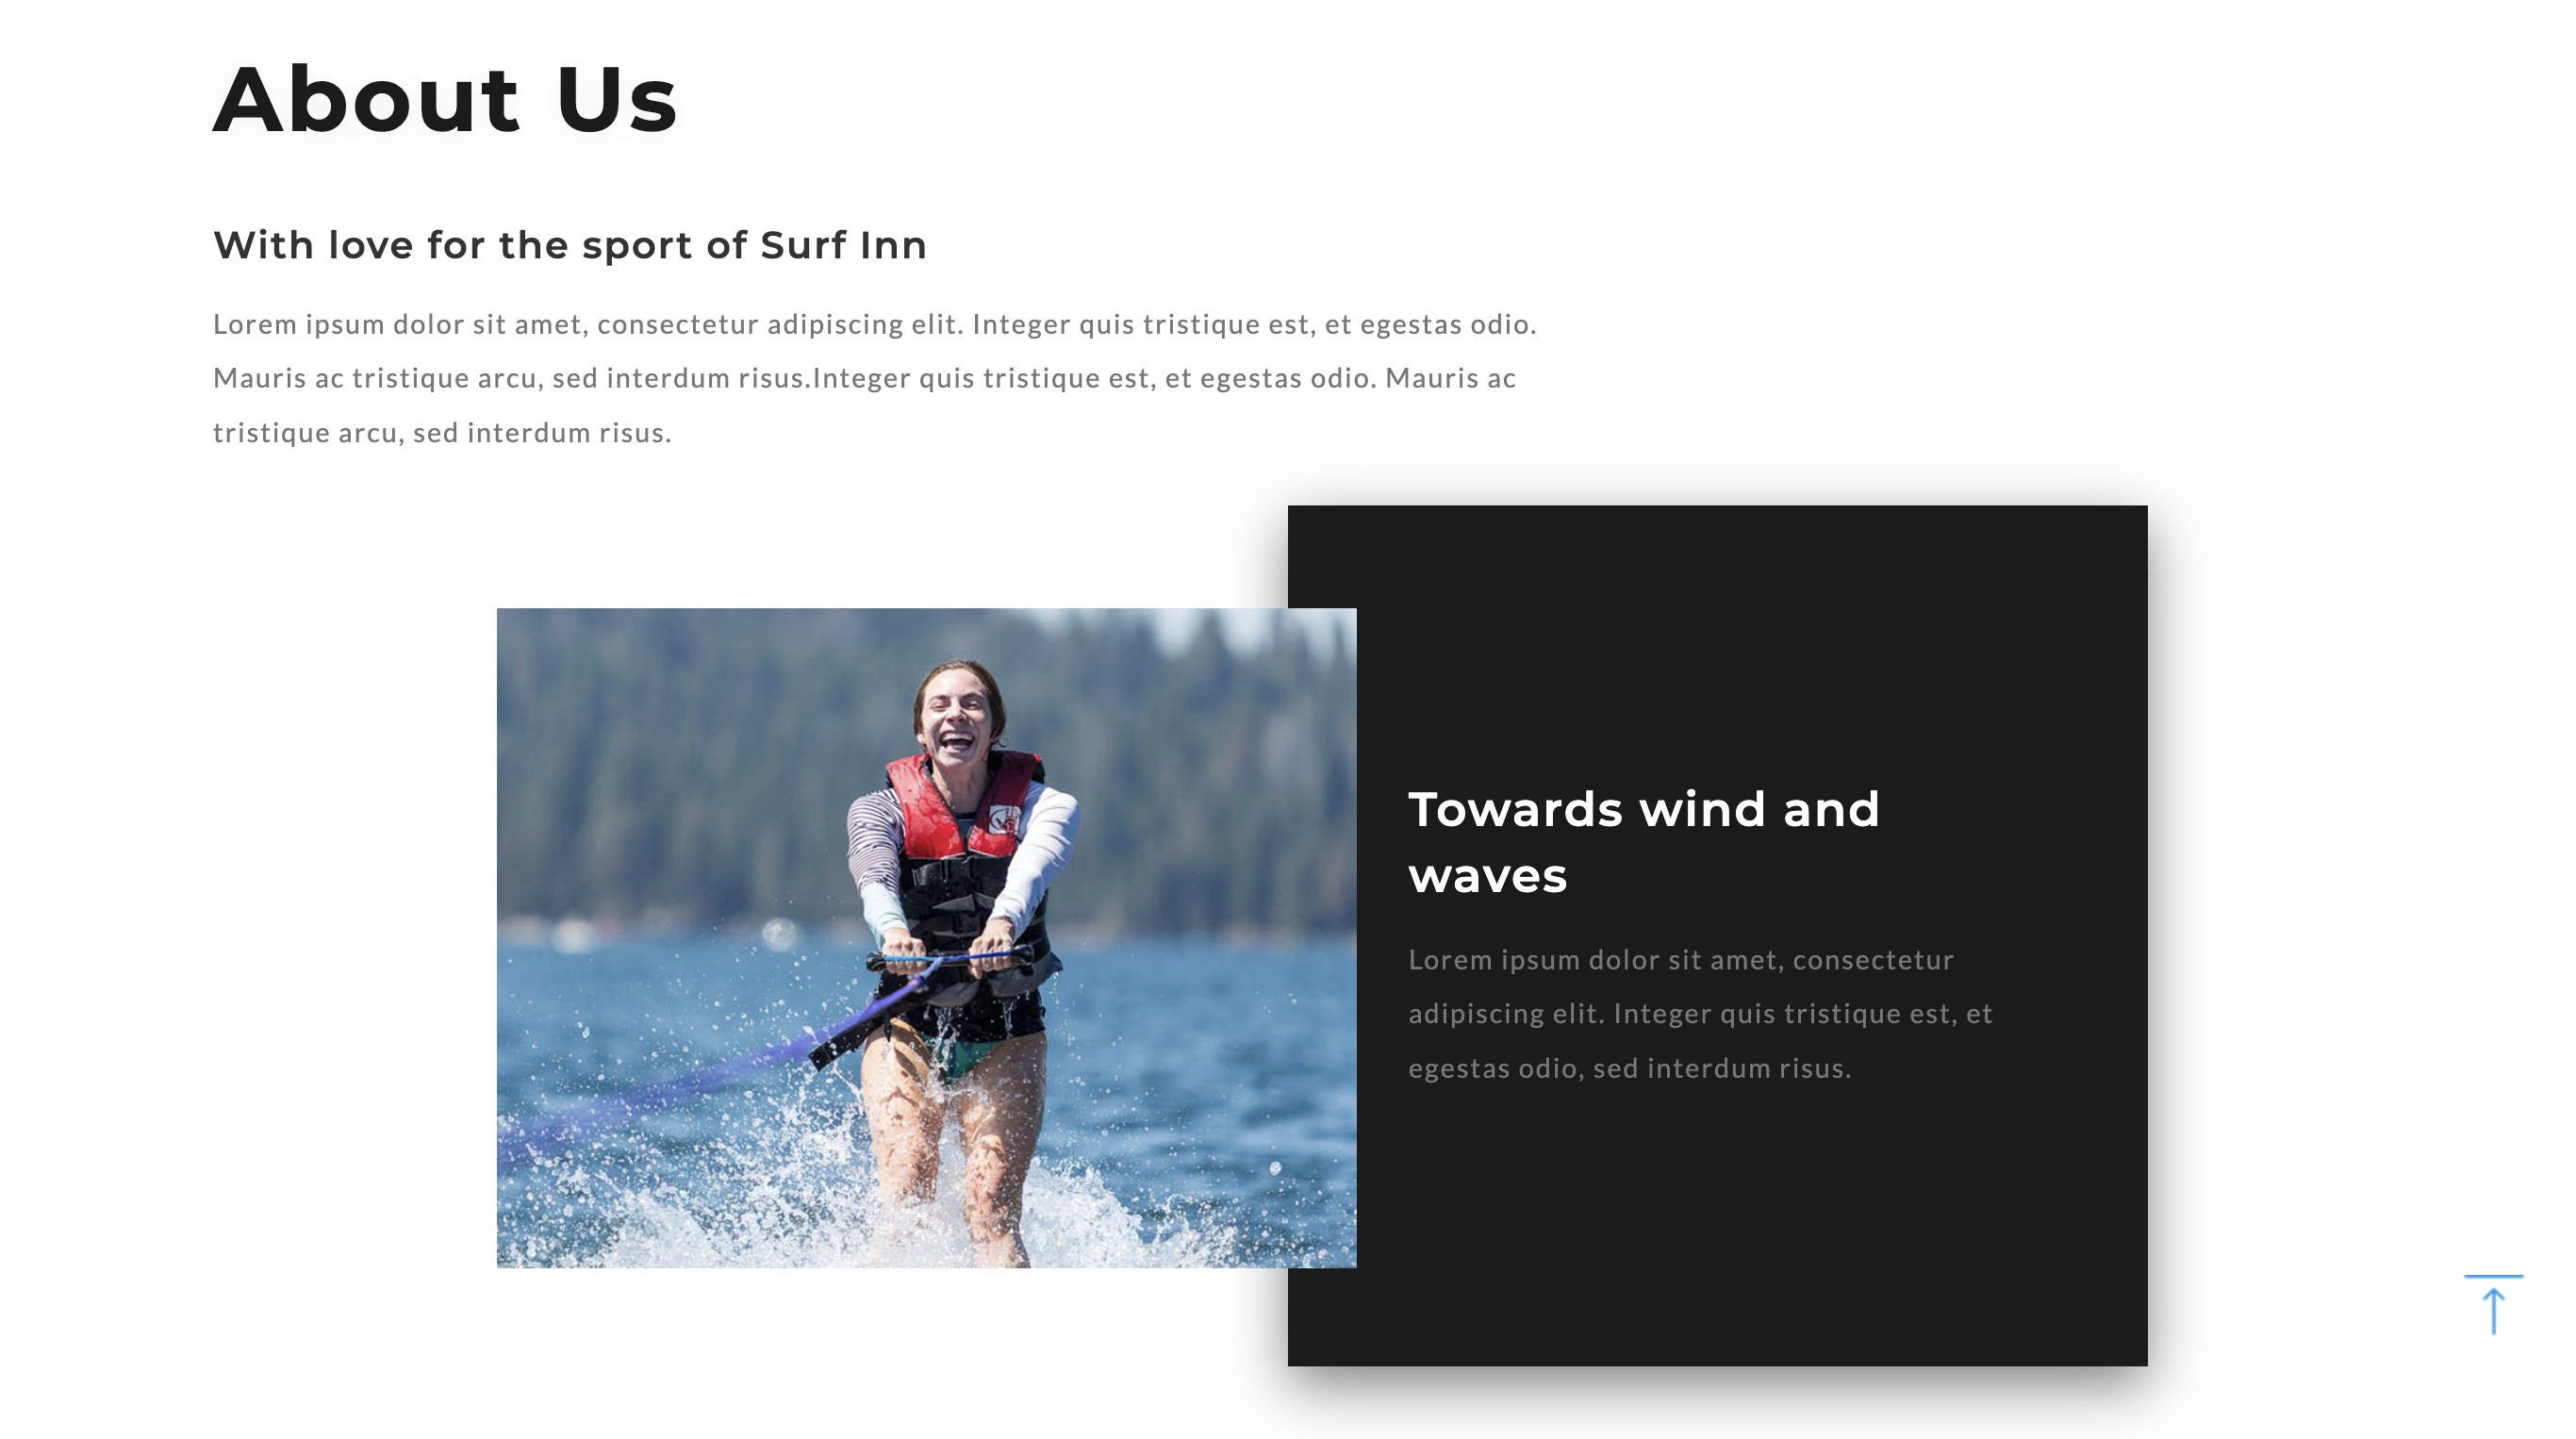 About Us
With love for the sport of Surf Inn
Lorem ipsum dolor sit amet, consectetur adipiscing elit. Integer quis tristique est, et egestas odio.
Mauris ac tristique arcu, sed interdum risus.Integer quis tristique est, et egestas odio. Mauris ac
tristique arcu, sed interdum risus.
Towards wind and
waves
Lorem ipsum dolor sit amet, consectetur
adipiscing elit. Integer quis tristique est, et
egestas odio, sed interdum risus.